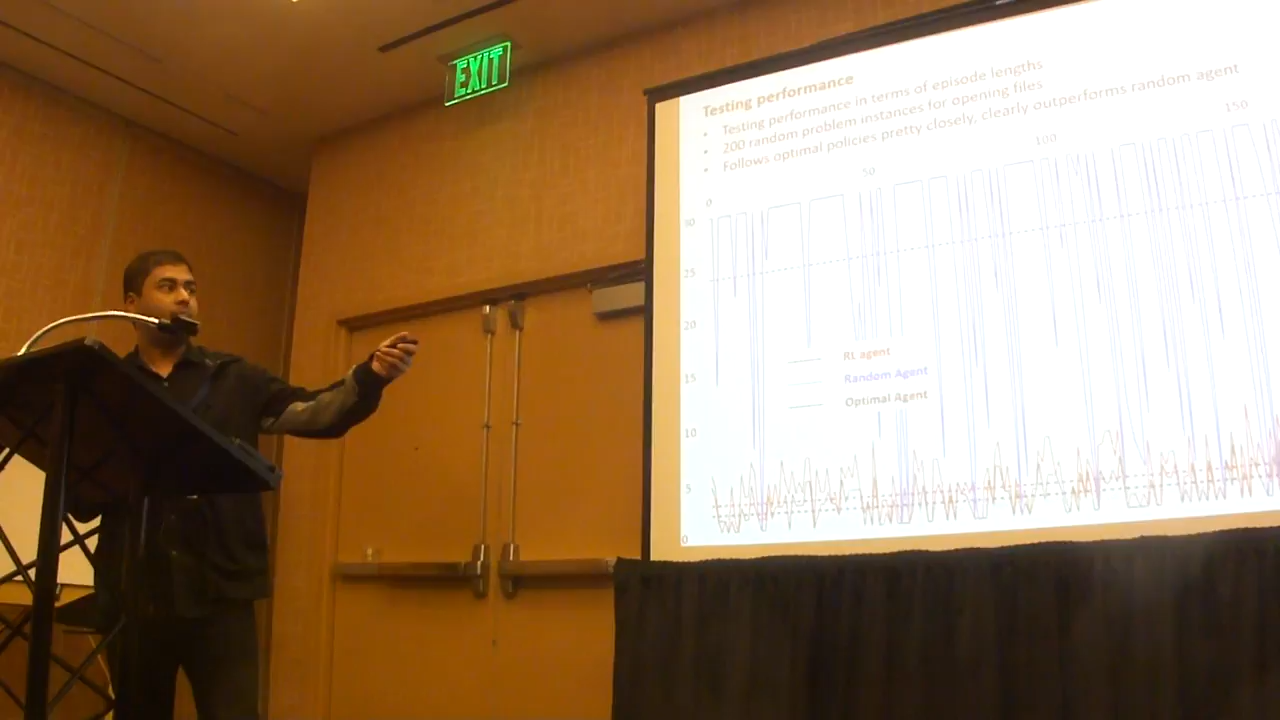 EXIT
Testing performance
• Testing performance in terms of episode lengths
• 200 random problem instances for opening files
• Follows optimal policies pretty closely, clearly outperforms random agent
0
50
100
150
30
25
20
15
10
5
0
RL agent
Random Agent
Optimal Agent